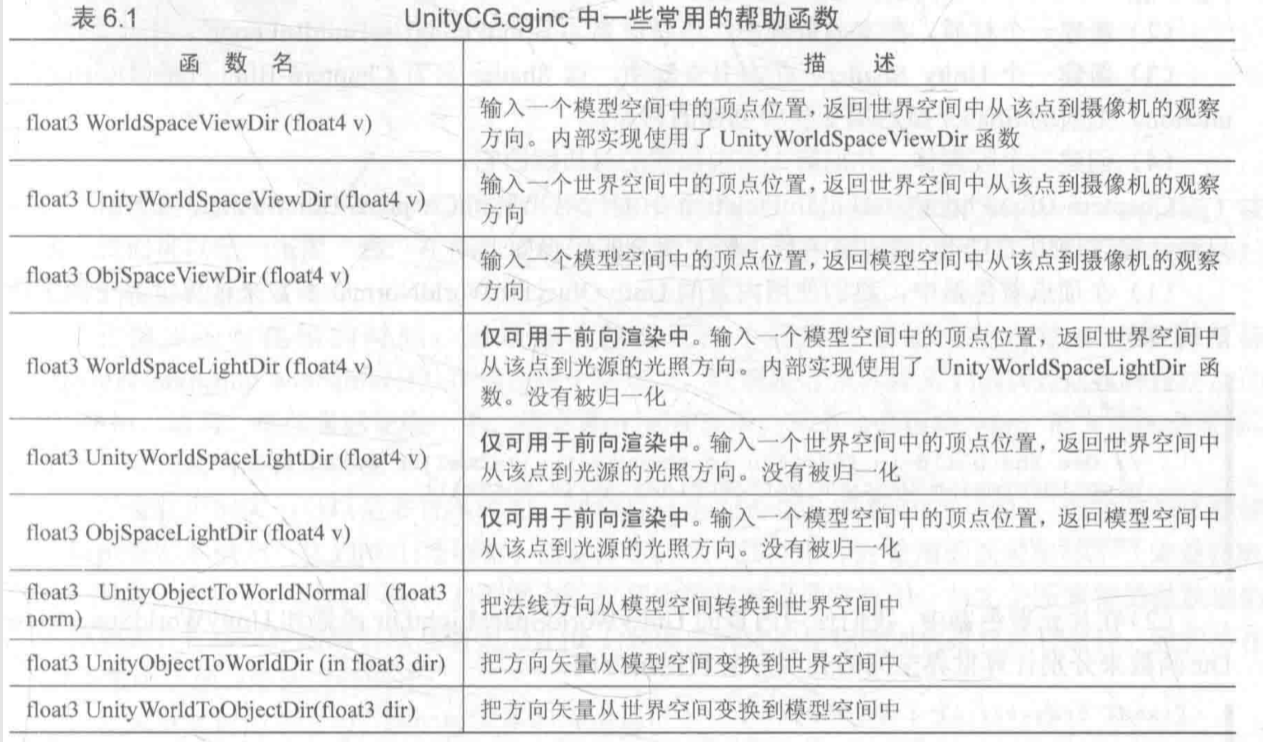 表 6.1 UnityCG.cginc 中一些常用的帮助函数
函 数 名 描 述
float3 WorldSpaceViewDir (float4 v)
输入一个模型空间中的顶点位置，返回世界空间中从该点到摄像机的观察
方向。内部实现使用了 UnityWorldSpaceViewDir 函数
float3 UnityWorldSpaceViewDir (float4 v)
输入一个世界空间中的顶点位置，返回世界空间中从该点到摄像机的观察
方向
float3 ObjSpaceViewDir (float4 v)
输入一个模型空间中的顶点位置，返回模型空间中从该点到摄像机的观察
方向
float3 WorldSpaceLightDir (float4 v)
仅可用于前向渲染中。输入一个模型空间中的顶点位置，返回世界空间中
从该点到光源的光照方向。内部实现使用了 UnityWorldSpaceLightDir 函
数。没有被归一化
float3 UnityWorldSpaceLightDir (float4 v)
仅可用于前向渲染中。输入一个世界空间中的顶点位置，返回世界空间中
从该点到光源的光照方向。没有被归一化
float3 ObjSpaceLightDir (float4 v)
仅可用于前向渲染中。输入一个模型空间中的顶点位置，返回模型空间中
从该点到光源的光照方向。没有被归一化
float3 UnityObjectToWorldNormal (float3
norm)
把法线方向从模型空间转换到世界空间中
float3 UnityObjectToWorldDir (in float3 dir)
把方向矢量从模型空间变换到世界空间中
float3 UnityWorldToObjectDir(float3 dir)
把方向矢量从世界空间变换到模型空间中